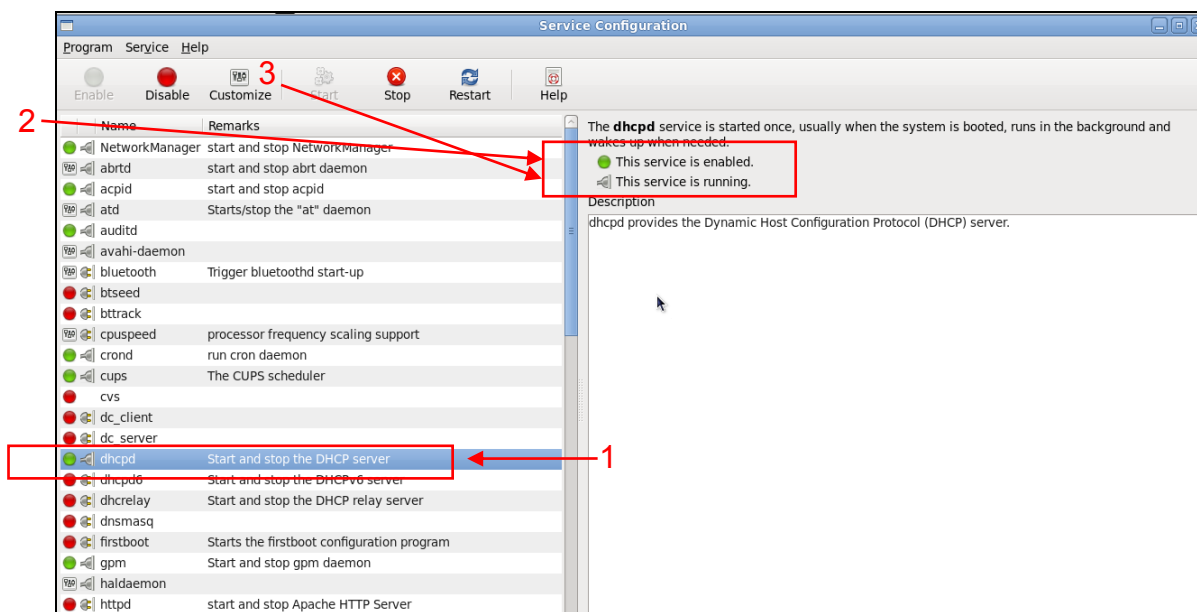 Service Configuration
Program Service Help
Enable Disable Customize Start Stop Restart Help
3
2
Name Remarks
NetworkManager start and stop NetworkManager
abrtd start and stop abrt daemon
acpid start and stop acpid
atd Starts/stop the "at" daemon
auditd
avahi-daemon
bluetooth Trigger bluetoothd start-up
btseed
bttrack
cpuspeed processor frequency scaling support
crond run cron daemon
cups The CUPS scheduler
cvs
dc_client
dc_server
dhcpd Start and stop the DHCP server
dhcpd6 Start and stop the DHCPv6 server
dhcrelay Start and stop the DHCP relay server
dnsmasq
firstboot Starts the firstboot configuration program
gpm Start and stop gpm daemon
haldaemon
httpd start and stop Apache HTTP Server
1
The dhcpd service is started once, usually when the system is booted, runs in the background and
wakes up when needed.
This service is enabled.
This service is running.
Description
dhcpd provides the Dynamic Host Configuration Protocol (DHCP) server.